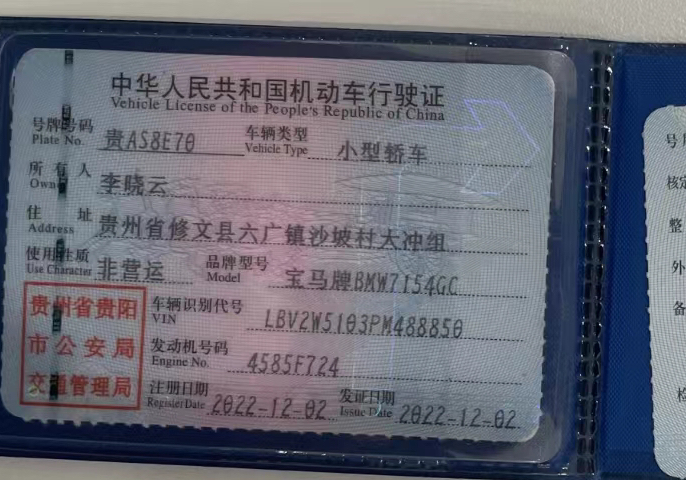 中华人民共和国机动车行驶证
Vehicle License of the People's Republic of China
号牌号码 贵AS8E70 车辆类型 小型轿车
Plate No. Vehicle Type
所有人 李晓云
Owner
住址 贵州省修文县六广镇沙坡村大冲组
Address
使用性质 非营运 品牌型号 宝马牌BMW7154GC
Use Character Model
贵州省贵阳
市公安局
交通管理局
车辆识别代号 LBV2W5103PM488850
VIN
发动机号码 4585F724
Engine No.
注册日期 2022-12-02 发证日期 2022-12-02
Register Date Issue Date
号
核定
整
外
备
检